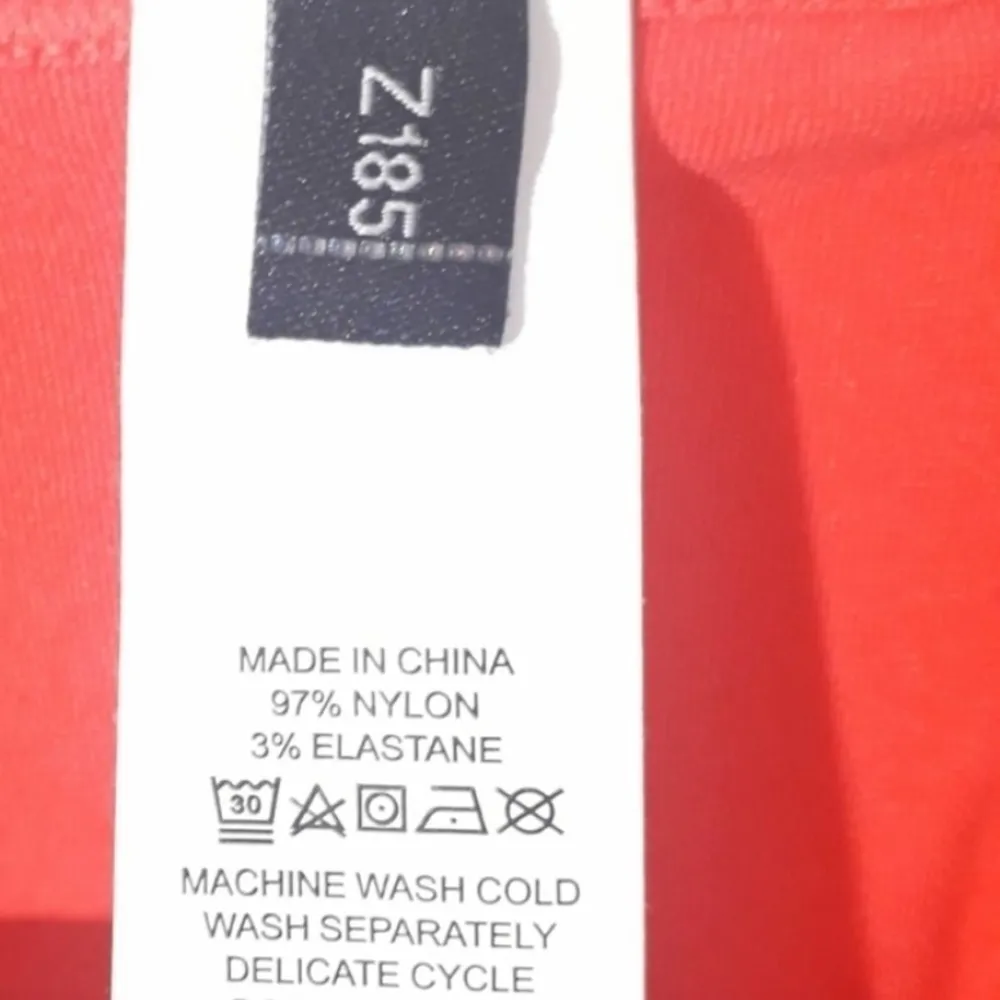 Z185
MADE IN CHINA
97% NYLON
3% ELASTANE
30
MACHINE WASH COLD
WASH SEPARATELY
DELICATE CYCLE